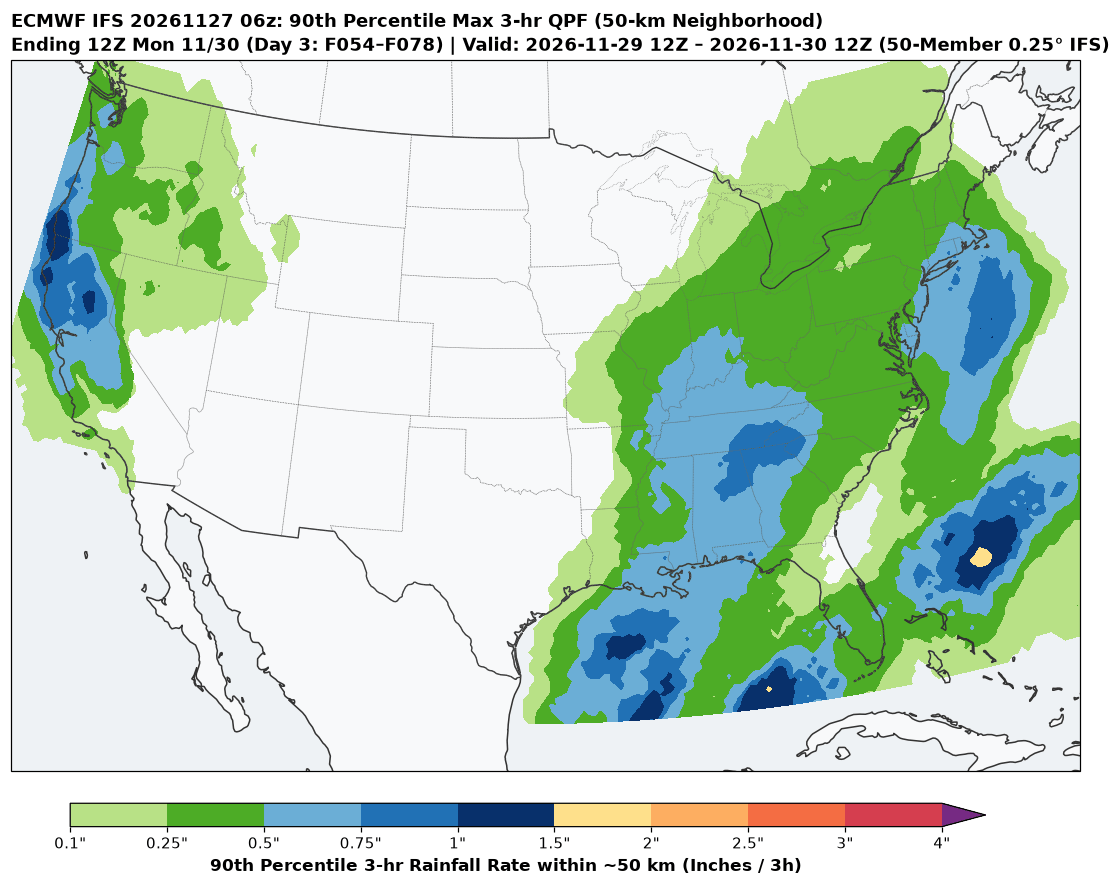 ECMWF IFS 20261127 06z: 90th Percentile Max 3-hr QPF (50-km Neighborhood)
Ending 12Z Mon 11/30 (Day 3: F054–F078) | Valid: 2026-11-29 12Z – 2026-11-30 12Z (50-Member 0.25° IFS)
0.1" 0.25" 0.5" 0.75" 1" 1.5" 2" 2.5" 3" 4"
90th Percentile 3-hr Rainfall Rate within ~50 km (Inches / 3h)